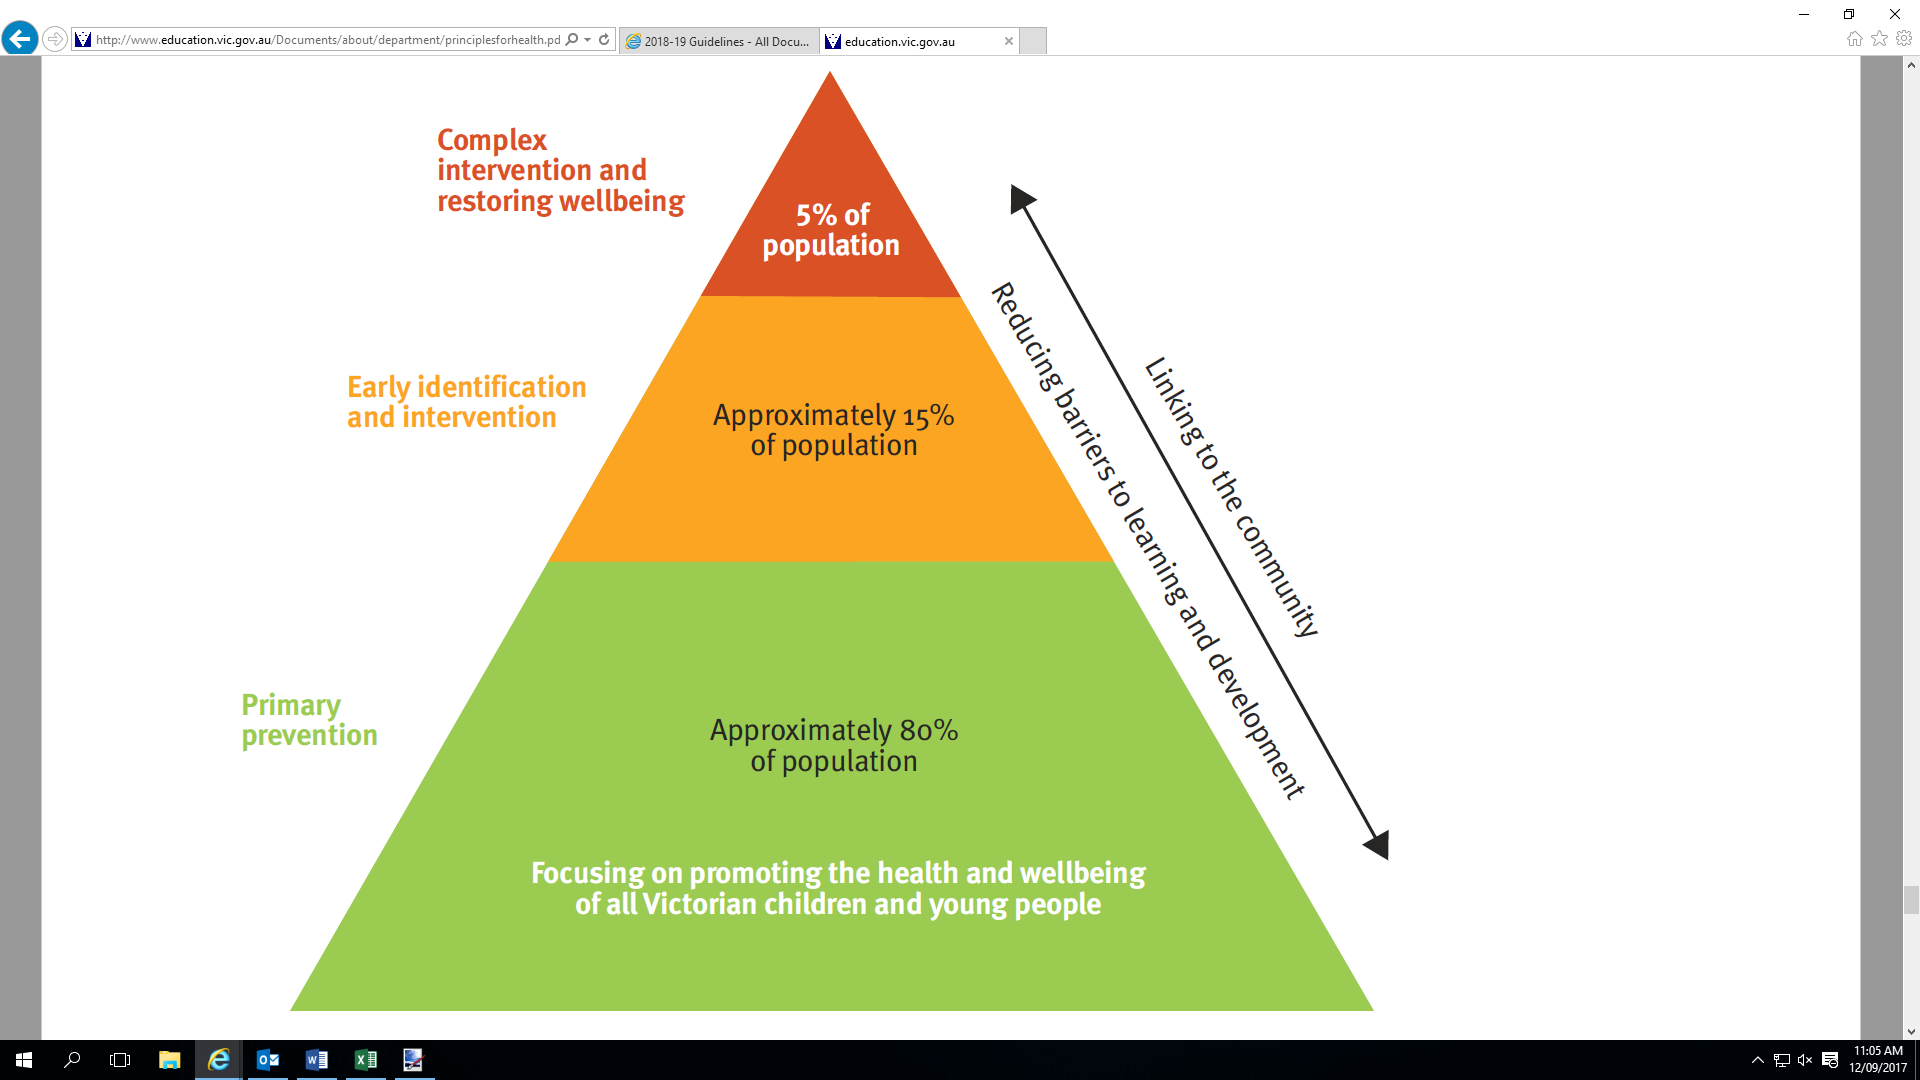 http://www.education.vic.gov.au/Documents/about/department/principlesforhealth.pd
2018-19 Guidelines - All Docu...
education.vic.gov.au
Complex
intervention and
restoring wellbeing
5% of
population
Early identification
and intervention
Approximately 15%
of population
Reducing barriers to learning and development
Linking to the community
Primary
prevention
Approximately 80%
of population
Focusing on promoting the health and wellbeing
of all Victorian children and young people
11:05 AM
12/09/2017